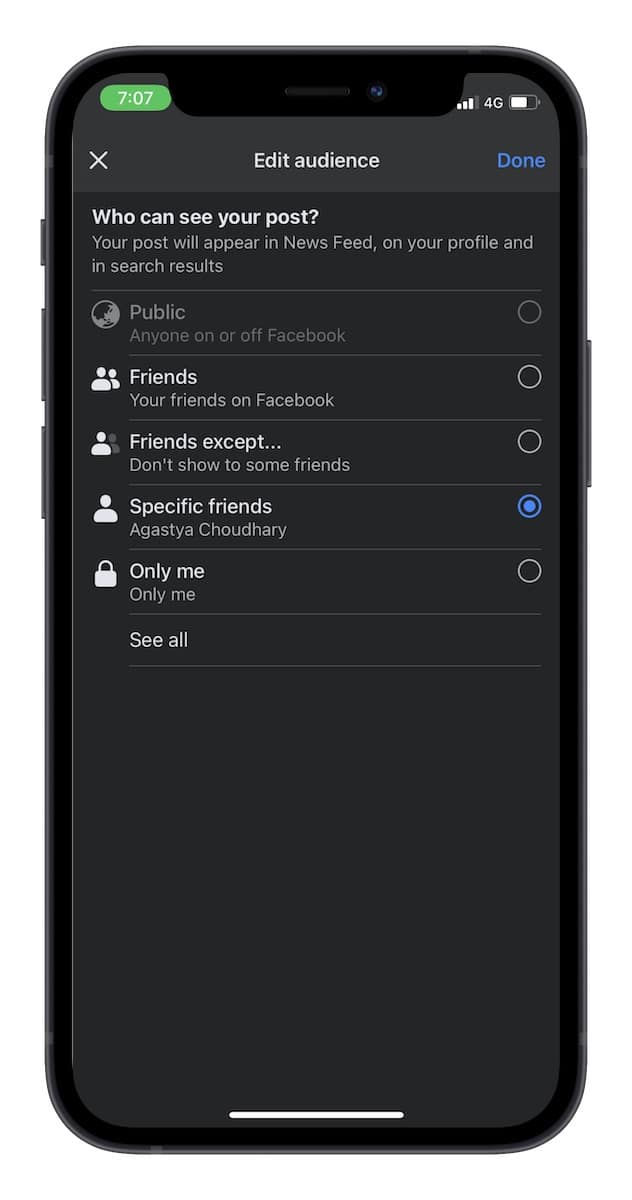 7:07
4G
Edit audience
Done
Who can see your post?
Your post will appear in News Feed, on your profile and
in search results
Public
Anyone on or off Facebook
Friends
Your friends on Facebook
Friends except...
Don't show to some friends
Specific friends
Agastya Choudhary
Only me
Only me
See all